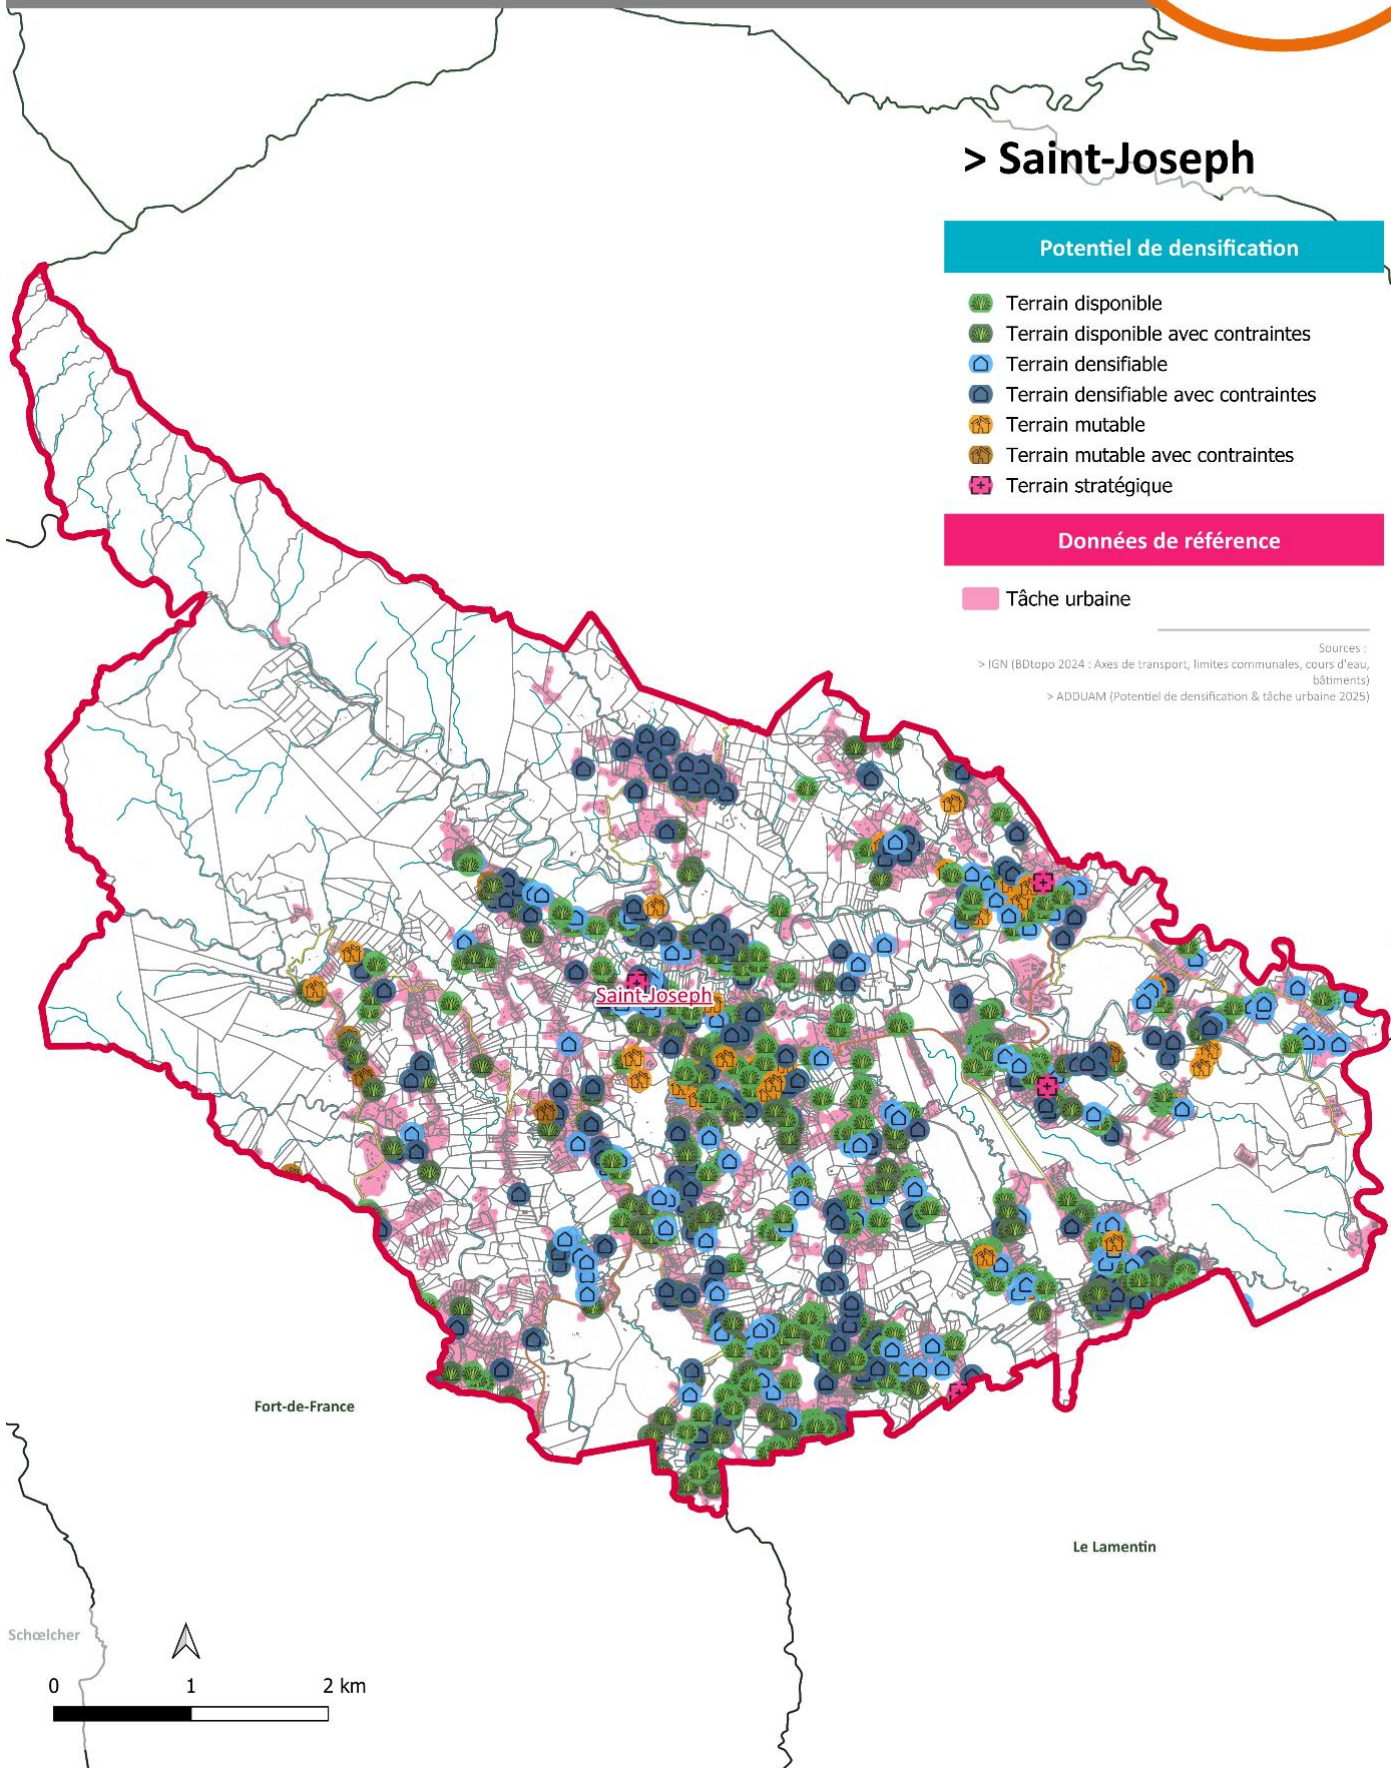 > Saint-Joseph
Potentiel de densification
Terrain disponible
Terrain disponible avec contraintes
Terrain densifiable
Terrain densifiable avec contraintes
Terrain mutable
Terrain mutable avec contraintes
Terrain stratégique
Données de référence
Tâche urbaine
Sources :
> IGN (BDtopo 2024 : Axes de transport, limites communales, cours d'eau,
bâtiments)
> ADDUAM (Potentiel de densification & tâche urbaine 2025)
Saint-Joseph
Fort-de-France
Le Lamentin
Schœlcher
0 1 2 km